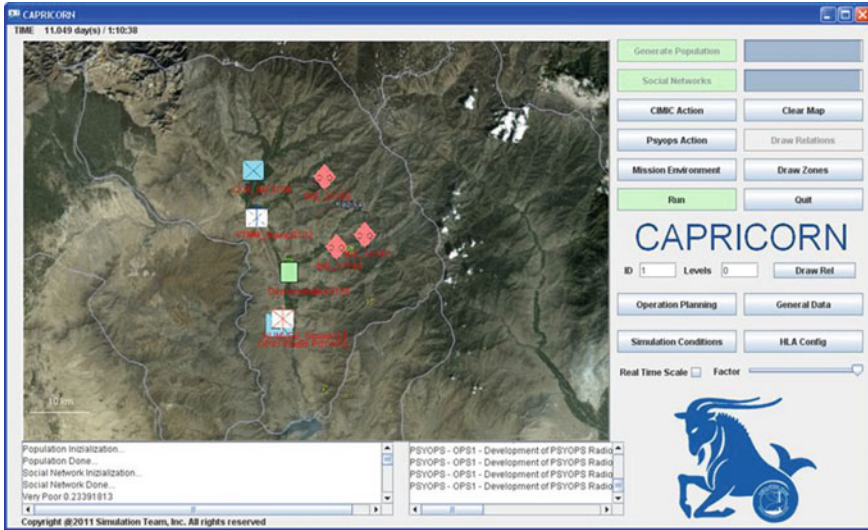 CAPRICORN
TIME 11.049 day(s) / 1:10:38
Generate Population
Social Networks
CIMIC Action Clear Map
Psyops Action Draw Relations
Mission Environment Draw Zones
Run Quit
CAPRICORN
ID 1 Levels 0 Draw Rel
Operation Planning General Data
Simulation Conditions HLA Config
Real Time Scale Factor
10 km
Population Inizialization...
Population Done...
Social Network Inizialization...
Social Network Done...
Very Poor 0.23391813
PSYOPS - OPS1 - Development of PSYOPS Radio
PSYOPS - OPS1 - Development of PSYOPS Radio
PSYOPS - OPS1 - Development of PSYOPS Radio
PSYOPS - OPS1 - Development of PSYOPS Radio
Copyright @2011 Simulation Team, Inc. All rights reserved